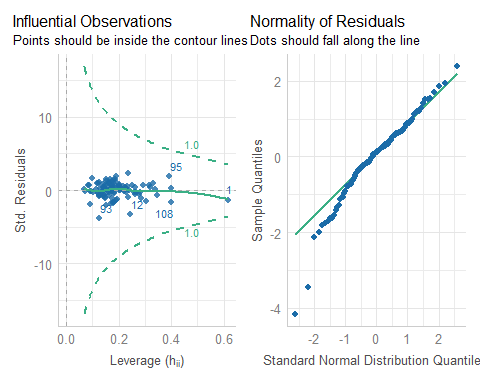 Influential Observations
Points should be inside the contour lines
Std. Residuals
10
0
-10
1.0
95
1
93
12
108
1.0
0.0 0.2 0.4 0.6
Leverage (hii)
Normality of Residuals
Dots should fall along the line
Sample Quantiles
2
0
-2
-4
-2 -1 0 1 2
Standard Normal Distribution Quantile